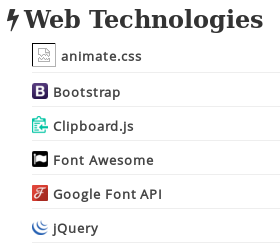 Web Technologies
animate.css
Bootstrap
Clipboard.js
Font Awesome
Google Font API
jQuery